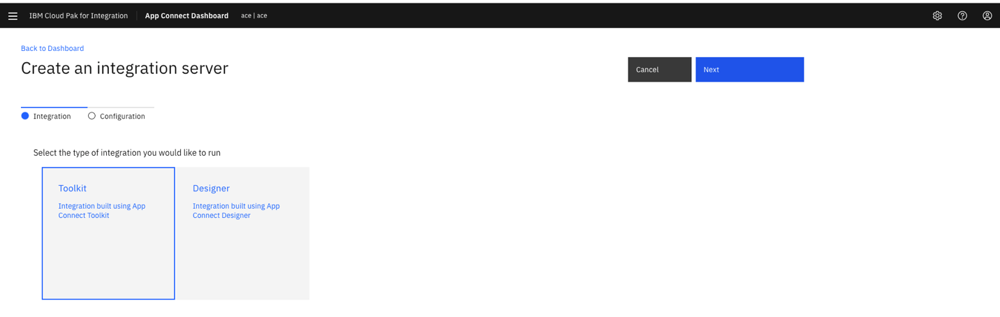 IBM Cloud Pak for Integration App Connect Dashboard ace | ace
Back to Dashboard
Create an integration server
Cancel
Next
Integration
Configuration
Select the type of integration you would like to run
Toolkit
Integration built using App
Connect Toolkit
Designer
Integration built using App
Connect Designer